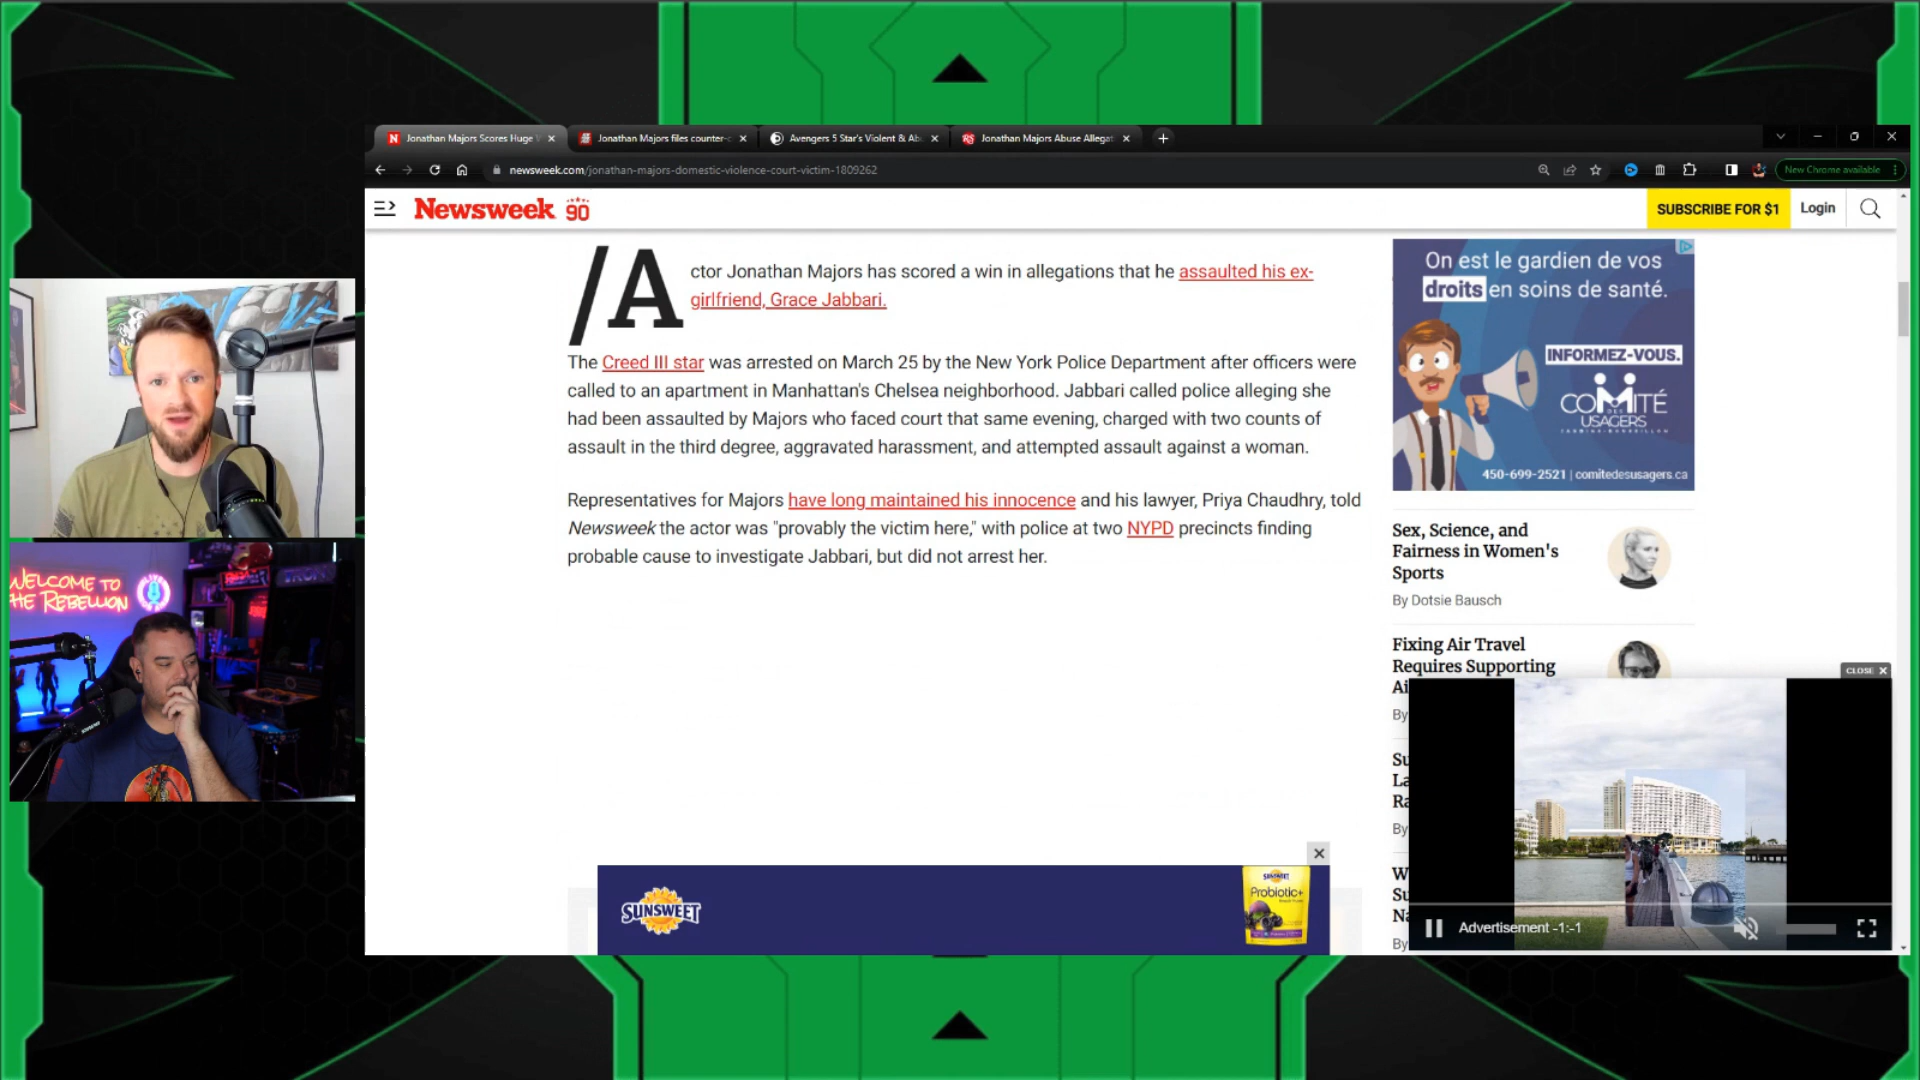 Jonathan Majors Scores Huge
Jonathan Majors files counter-
Avengers 5 Star's Violent & Ab
Jonathan Majors Abuse Allegat
newsweek.com/jonathan-majors-domestic-violence-court-victim-1809262
New Chrome available
Newsweek 90
SUBSCRIBE FOR $1
Login
/A
ctor Jonathan Majors has scored a win in allegations that he assaulted his ex-
girlfriend, Grace Jabbari.
The Creed III star was arrested on March 25 by the New York Police Department after officers were
called to an apartment in Manhattan's Chelsea neighborhood. Jabbari called police alleging she
had been assaulted by Majors who faced court that same evening, charged with two counts of
assault in the third degree, aggravated harassment, and attempted assault against a woman.
Representatives for Majors have long maintained his innocence and his lawyer, Priya Chaudhry, told
Newsweek the actor was "provably the victim here," with police at two NYPD precincts finding
probable cause to investigate Jabbari, but did not arrest her.
On est le gardien de vos
droits en soins de santé.
INFORMEZ-VOUS.
COMITÉ
DES
USAGERS
450-699-2521 | comitedesusagers.ca
Sex, Science, and
Fairness in Women's
Sports
By Dotsie Bausch
Fixing Air Travel
Requires Supporting
Ai
By
Su
La
Ra
By
W
Su
Na
By
CLOSE
Advertisement -1:-1
SUNSWEET
SUNSWEET
Probiotic+
WELCOME TO
THE REBELLION